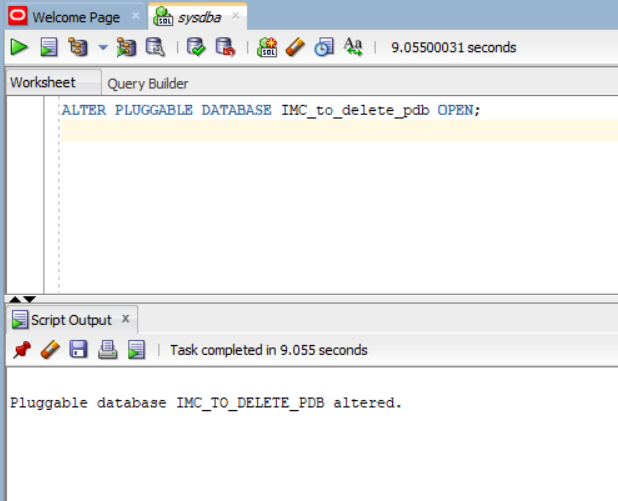 Welcome Page × sysdba ×
9.05500031 seconds
Worksheet Query Builder
ALTER PLUGGABLE DATABASE IMC_to_delete_pdb OPEN;
Script Output x
Task completed in 9.055 seconds
Pluggable database IMC_TO_DELETE_PDB altered.